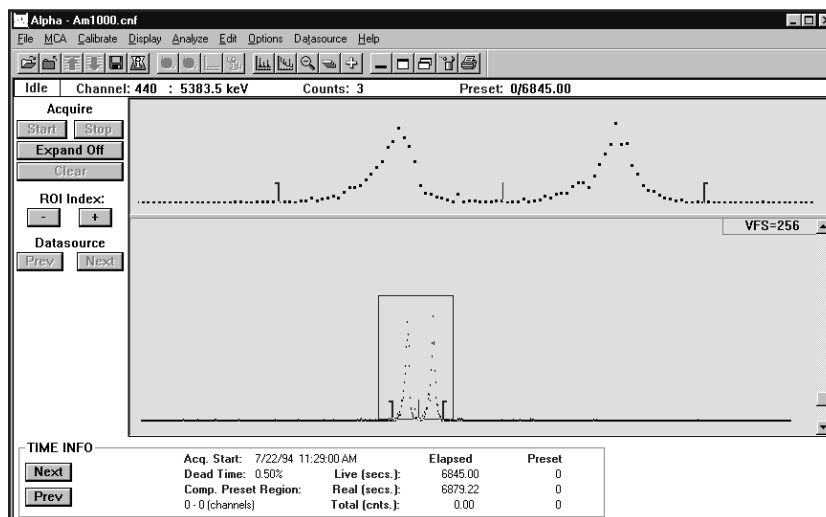 Alpha - Am1000.cnf
File MCA Calibrate Display Analyze Edit Options Datasource Help
Idle Channel: 440 : 5383.5 keV Counts: 3 Preset: 0/6845.00
Acquire
Start Stop
Expand Off
Clear
ROI Index:
- +
Datasource
Prev Next
VFS=256
TIME INFO
Next
Prev
Acq. Start: 7/22/94 11:29:00 AM Elapsed Preset
Dead Time: 0.50% Live (secs.): 6845.00 0
Comp. Preset Region: Real (secs.): 6879.22 0
0 - 0 (channels) Total (cnts.): 0.00 0